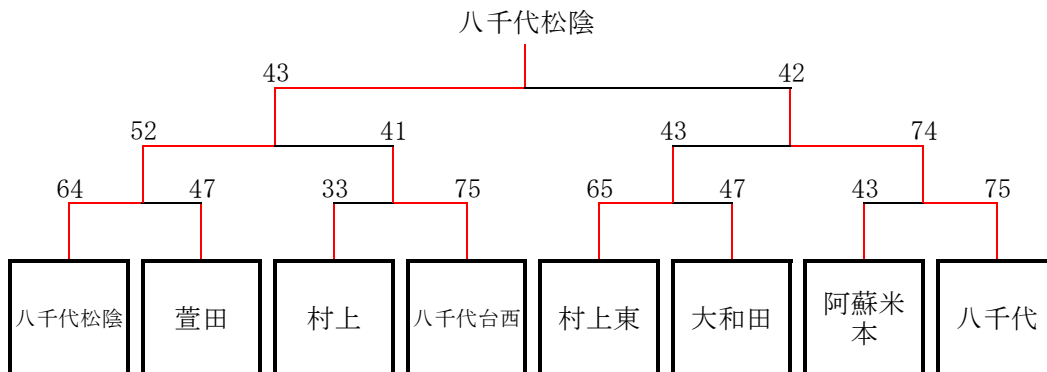 八千代松陰
43 42
52 41 43 74
64 47 33 75 65 47 43 75
八千代松陰 萱田 村上 八千代台西 村上東 大和田 阿蘇米 八千代
本